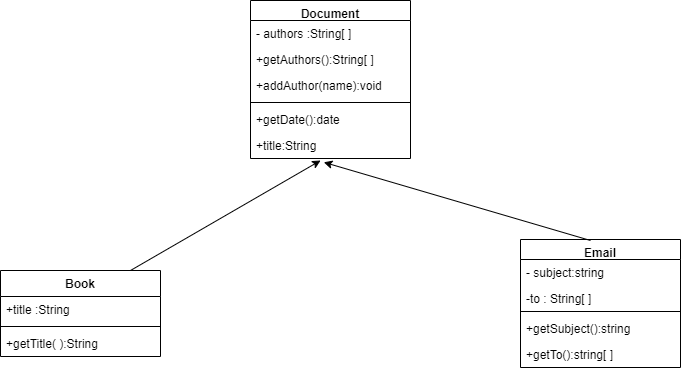 Document
- authors :String[ ]
+getAuthors():String[ ]
+addAuthor(name):void
+getDate():date
+title:String
Book
+title :String
+getTitle( ):String
Email
- subject:string
-to : String[ ]
+getSubject():string
+getTo():string[ ]